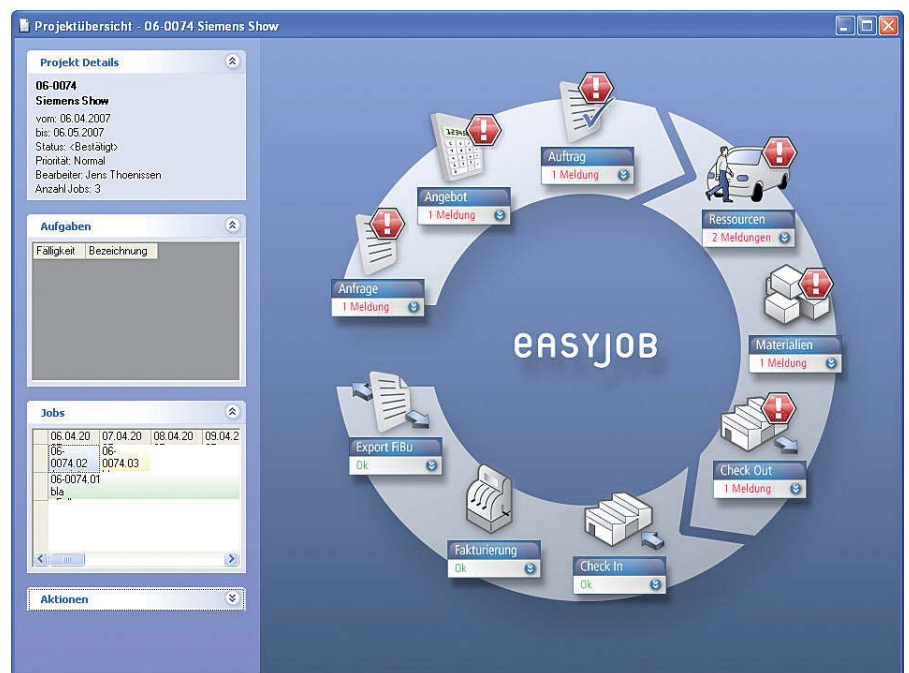 Projektübersicht - 06-0074 Siemens Show
Projekt Details
06-0074
Siemens Show
vom: 06.04.2007
bis: 06.05.2007
Status: <Bestätigt>
Priorität: Normal
Bearbeiter: Jens Thoenissen
Anzahl Jobs: 3
Aufgaben
Fälligkeit Bezeichnung
Jobs
06.04.20 07.04.20 08.04.20 09.04.2
06- 06-
0074.02 0074.03
06-0074.01
bla
Aktionen
Auftrag
1 Meldung
Angebot
1 Meldung
Anfrage
1 Meldung
Ressourcen
2 Meldungen
Materialien
1 Meldung
Check Out
1 Meldung
Check In
Ok
Fakturierung
Ok
Export FiBu
Ok
easyjob